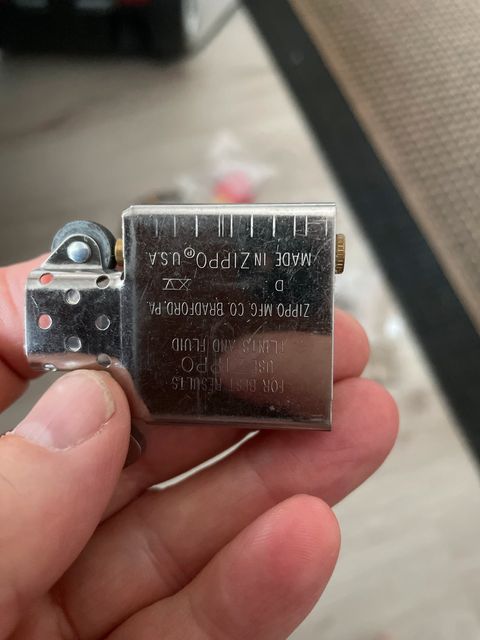 FOR BEST RESULTS
USE ZIPPO
FLINTS AND FLUID
ZIPPO MFG. CO. BRADFORD, PA.
D XV
MADE IN ZIPPO® U.S.A